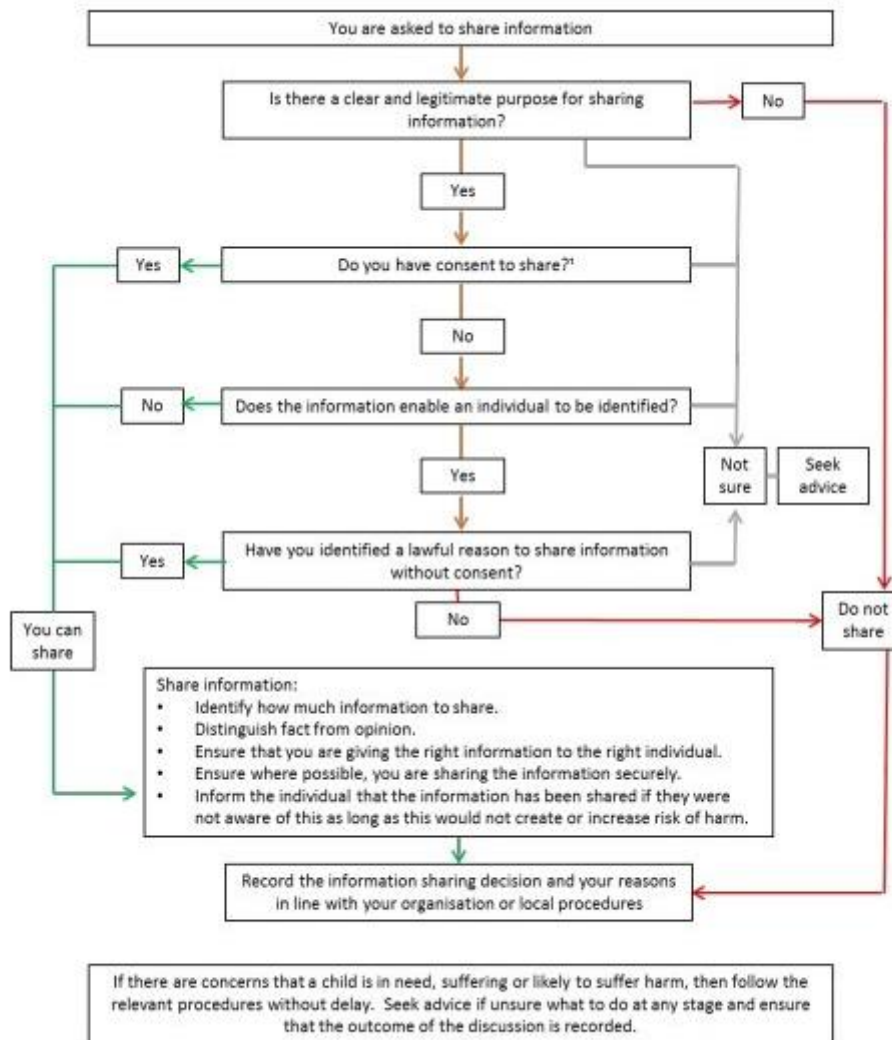 You are asked to share information
Is there a clear and legitimate purpose for sharing
information?
No
Yes
Yes
Do you have consent to share?¹
No
No
Does the information enable an individual to be identified?
Yes
Not
sure
Seek
advice
Yes
Have you identified a lawful reason to share information
without consent?
You can
share
No
Do not
share
Share information:
• Identify how much information to share.
• Distinguish fact from opinion.
• Ensure that you are giving the right information to the right individual.
• Ensure where possible, you are sharing the information securely.
• Inform the individual that the information has been shared if they were
not aware of this as long as this would not create or increase risk of harm.
Record the information sharing decision and your reasons
in line with your organisation or local procedures
If there are concerns that a child is in need, suffering or likely to suffer harm, then follow the
relevant procedures without delay. Seek advice if unsure what to do at any stage and ensure
that the outcome of the discussion is recorded.